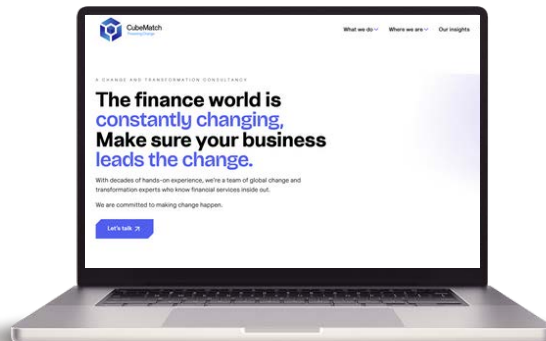 CubeMatch
Powering Change
What we do
Where we are
Our insights
A CHANGE AND TRANSFORMATION CONSULTANCY
The finance world is
constantly changing,
Make sure your business
leads the change.
With decades of hands-on experience, we're a team of global change and
transformation experts who know financial services inside out.
We are committed to making change happen.
Let's talk